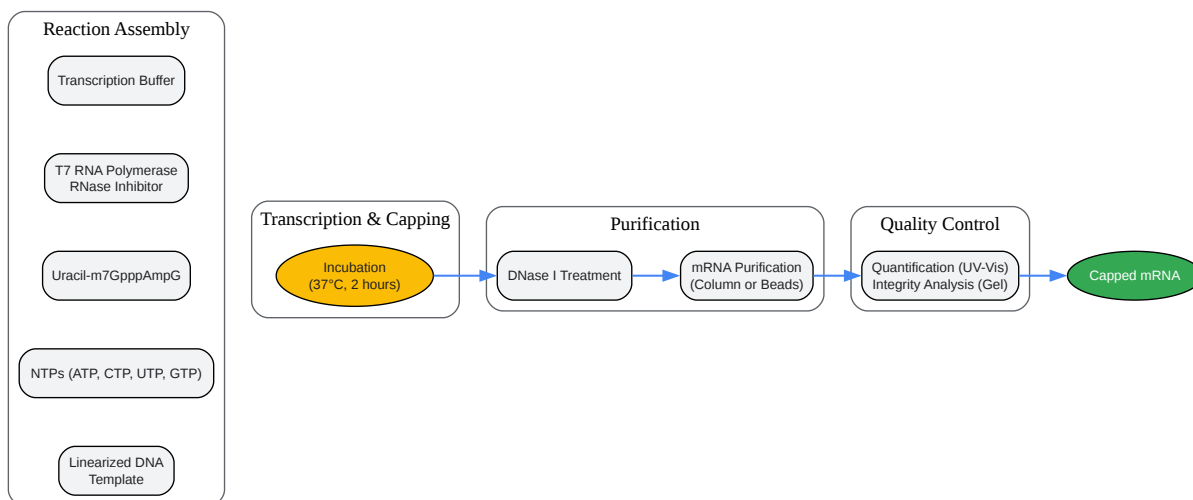 Reaction Assembly
Transcription Buffer
T7 RNA Polymerase
RNase Inhibitor
Uracil-m7GpppAmpG
NTPs (ATP, CTP, UTP, GTP)
Linearized DNA
Template
Transcription & Capping
Incubation
(37°C, 2 hours)
Purification
DNase I Treatment
mRNA Purification
(Column or Beads)
Quality Control
Quantification (UV-Vis)
Integrity Analysis (Gel)
Capped mRNA